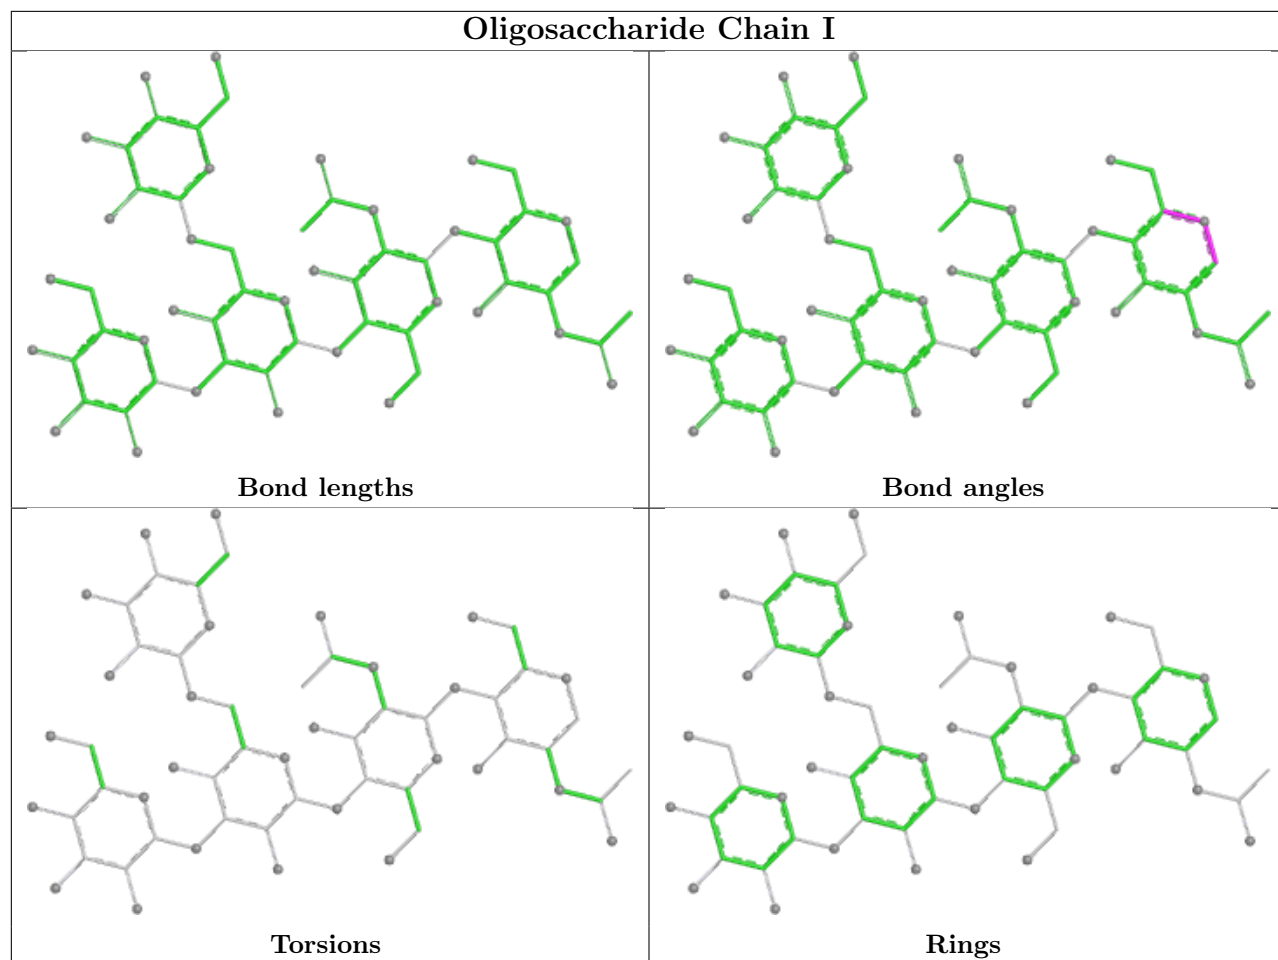 Oligosaccharide Chain I
Bond lengths
Bond angles
Torsions
Rings